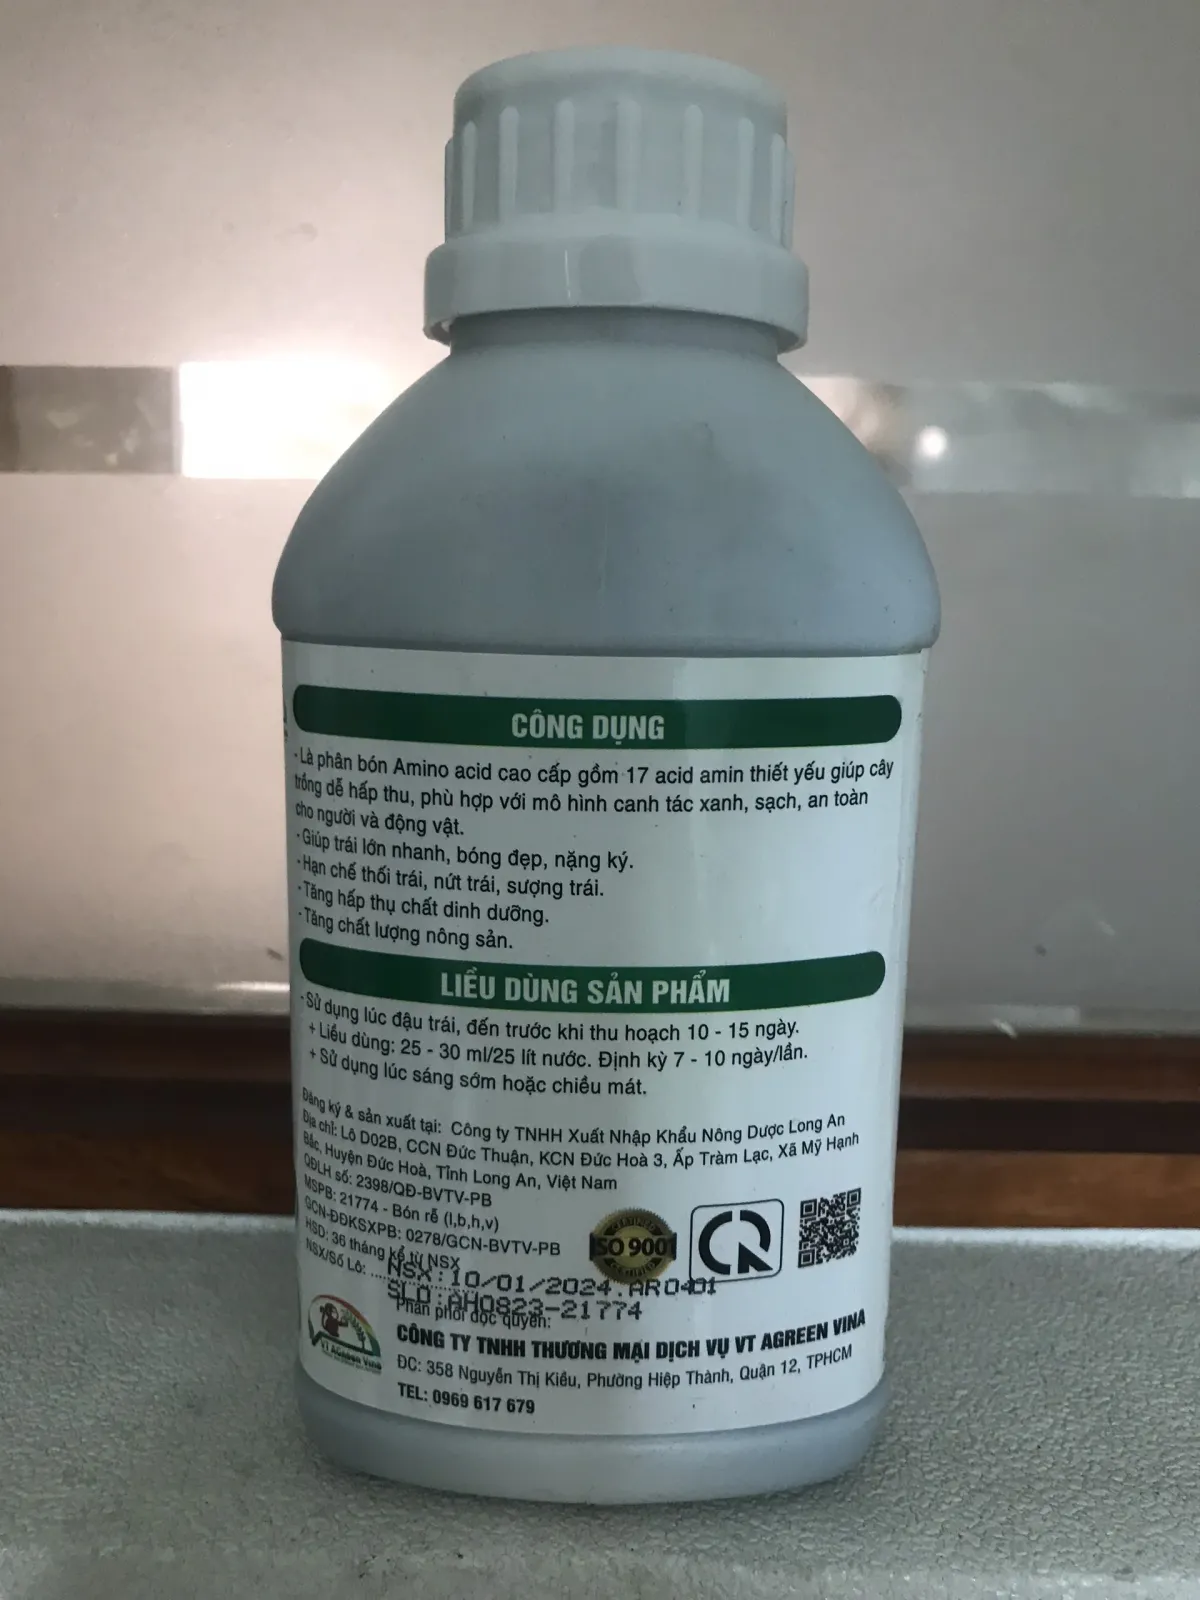 CÔNG DỤNG
- Là phân bón Amino acid cao cấp gồm 17 acid amin thiết yếu giúp cây
trồng dễ hấp thu, phù hợp với mô hình canh tác xanh, sạch, an toàn
cho người và động vật.
- Giúp trái lớn nhanh, bóng đẹp, nặng ký.
- Hạn chế thối trái, nứt trái, sượng trái.
- Tăng hấp thụ chất dinh dưỡng.
- Tăng chất lượng nông sản.
LIỀU DÙNG SẢN PHẨM
- Sử dụng lúc đậu trái, đến trước khi thu hoạch 10 - 15 ngày.
+ Liều dùng: 25 - 30 ml/25 lít nước. Định kỳ 7 - 10 ngày/lần.
+ Sử dụng lúc sáng sớm hoặc chiều mát.
Đăng ký & sản xuất tại: Công ty TNHH Xuất Nhập Khẩu Nông Dược Long An
Địa chỉ: Lô D02B, CCN Đức Thuận, KCN Đức Hoà 3, Ấp Tràm Lạc, Xã Mỹ Hạnh
Bắc, Huyện Đức Hoà, Tỉnh Long An, Việt Nam
QĐLH số: 2398/QĐ-BVTV-PB
MSPB: 21774 - Bón rễ (l,b,h,v)
GCN-ĐĐKSXPB: 0278/GCN-BVTV-PB
HSD: 36 tháng kể từ NSX
NSX/Số Lô: ....................
NSX:10/01/2024.AR0401
SLO:AH0823-21774
CERTIFIED
ISO 9001
CERTIFIED
CR
Phân phối độc quyền:
CÔNG TY TNHH THƯƠNG MẠI DỊCH VỤ VT AGREEN VINA
ĐC: 358 Nguyễn Thị Kiều, Phường Hiệp Thành, Quận 12, TPHCM
TEL: 0969 617 679
VT AGreen Vina